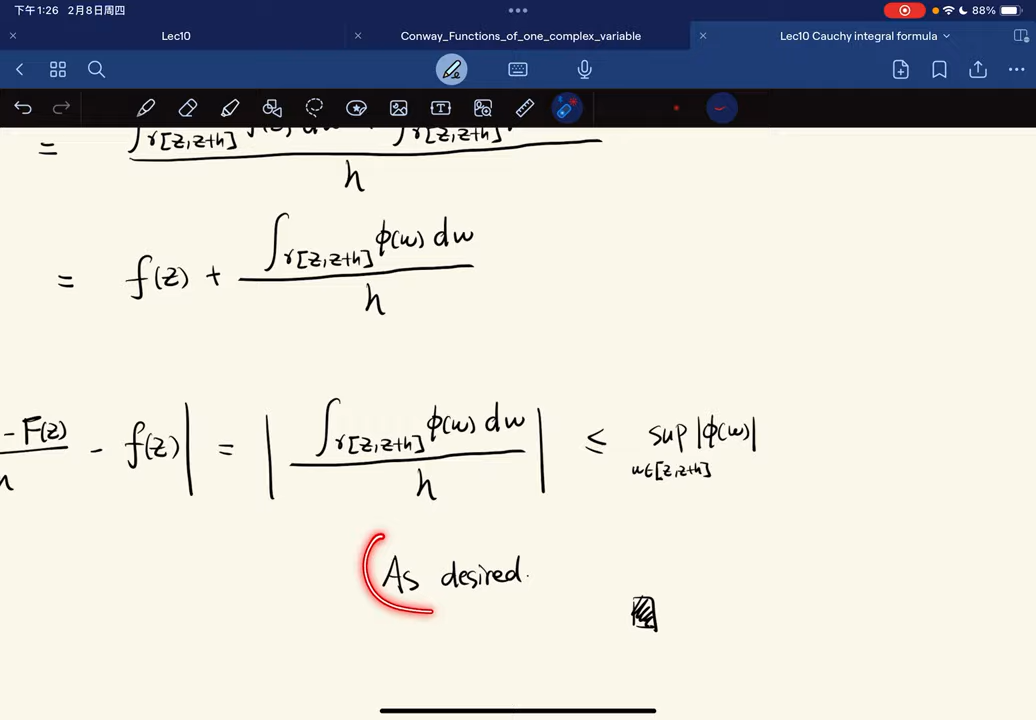 下午1:26 2月8日周四 88%
Lec10 Conway_Functions_of_one_complex_variable Lec10 Cauchy integral formula
= ∫γ[z,z+h] ∫γ[z,z+h] / h
= f(z) + ∫γ[z,z+h] φ(w) dw / h
- F(z) / h - f(z)| = | ∫γ[z,z+h] φ(w) dw / h | ≤ sup |φ(w)|
w∈[z,z+h]
As desired.